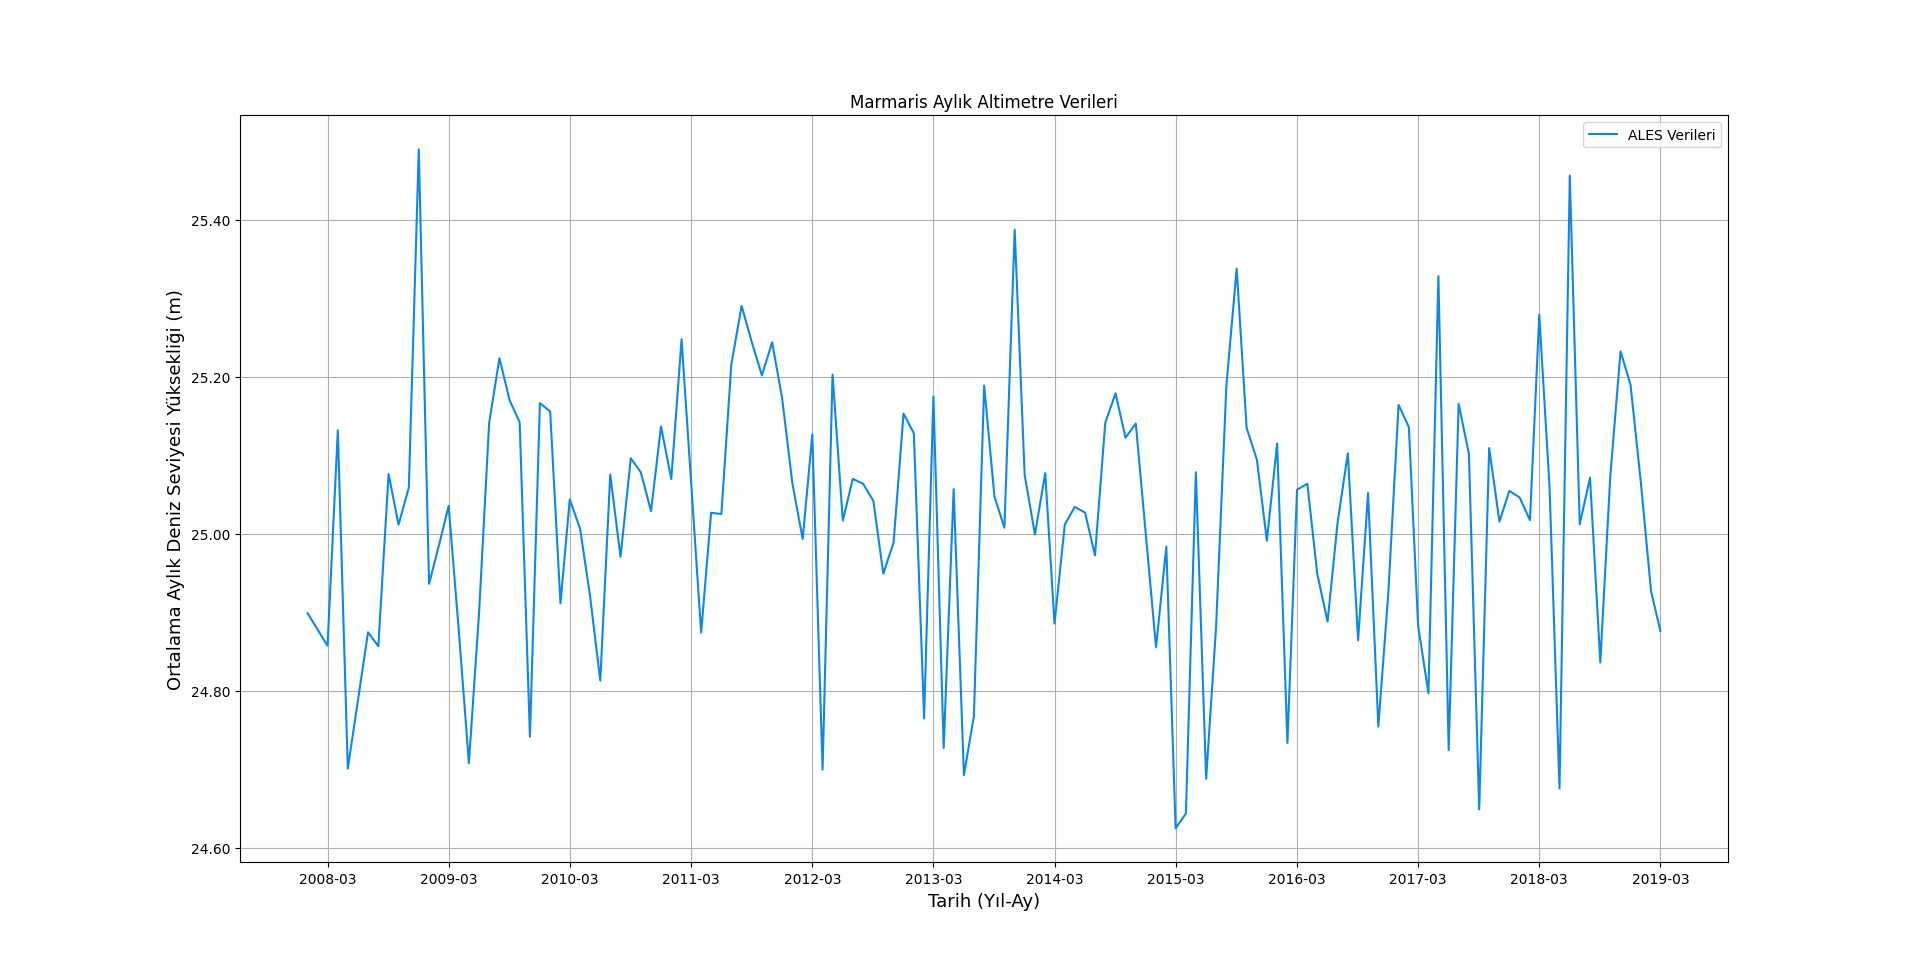 Marmaris Aylık Altimetre Verileri
ALES Verileri
Ortalama Aylık Deniz Seviyesi Yüksekliği (m)
25.40
25.20
25.00
24.80
24.60
2008-03 2009-03 2010-03 2011-03 2012-03 2013-03 2014-03 2015-03 2016-03 2017-03 2018-03 2019-03
Tarih (Yıl-Ay)